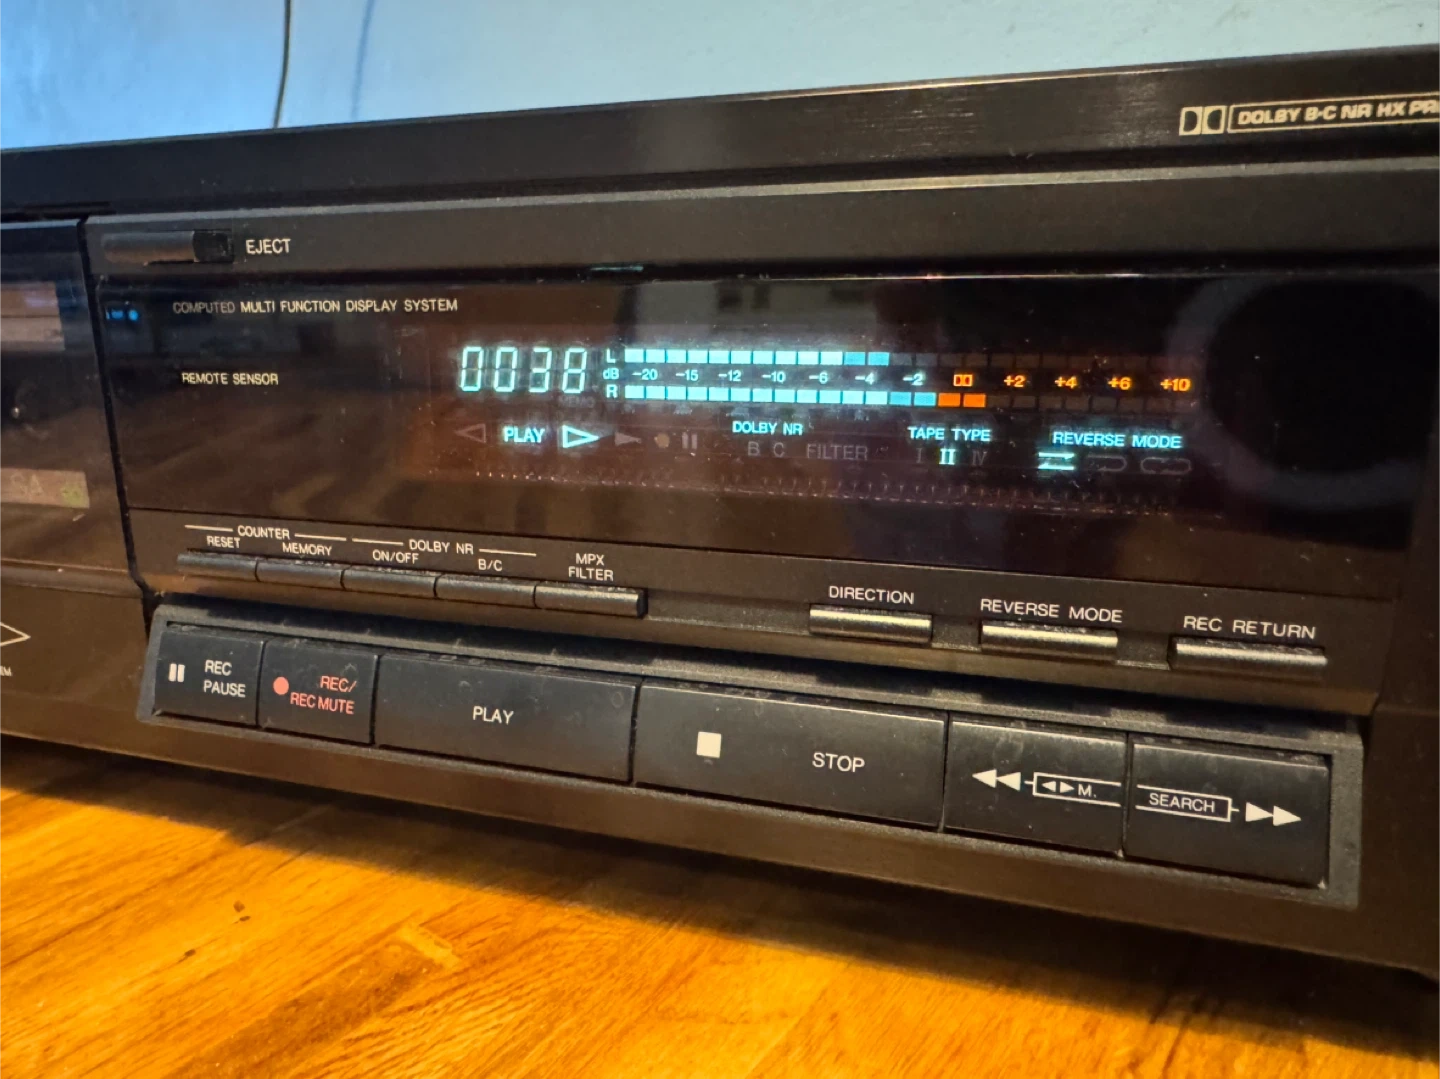 DOLBY B·C NR HX PR
EJECT
COMPUTED MULTI FUNCTION DISPLAY SYSTEM
REMOTE SENSOR
0038
L
dB -20 -15 -12 -10 -6 -4 -2 +2 +4 +6 +10
R
PLAY
DOLBY NR
B C FILTER
TAPE TYPE
I II IV
REVERSE MODE
COUNTER
RESET MEMORY
DOLBY NR
ON/OFF B/C
MPX
FILTER
DIRECTION
REVERSE MODE
REC RETURN
REC
PAUSE
REC/
REC MUTE
PLAY
STOP
M.
SEARCH
SA